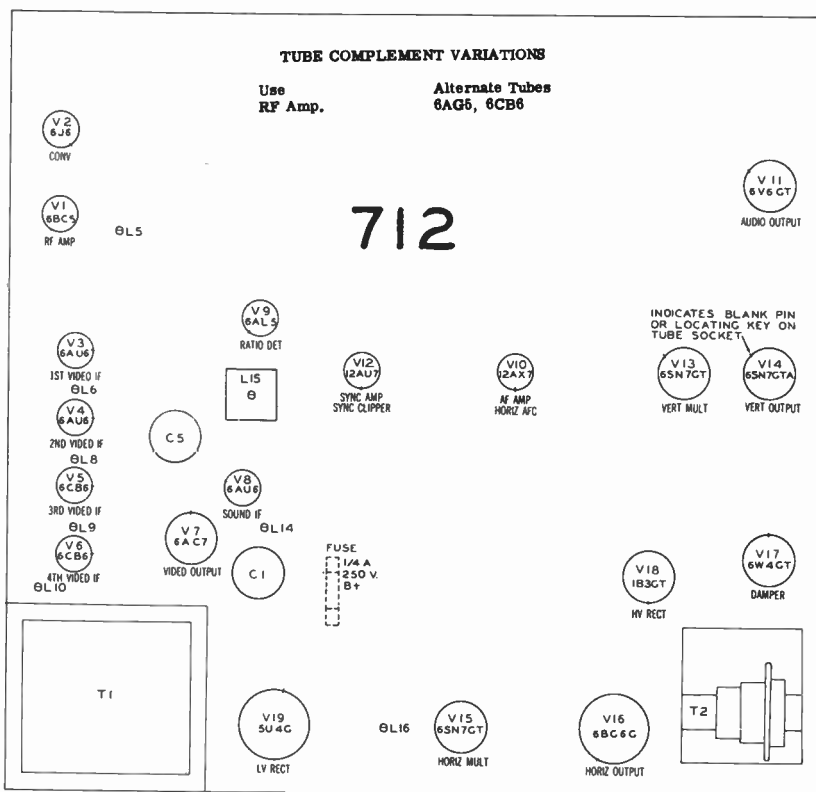 TUBE COMPLEMENT VARIATIONS
Use Alternate Tubes
RF Amp. 6AG5, 6CB6
V2
6J6
CONV
V1
6BC5
RF AMP
θL5
712
V11
6V6GT
AUDIO OUTPUT
V9
6AL5
RATIO DET
INDICATES BLANK PIN
OR LOCATING KEY ON
TUBE SOCKET
V3
6AU6
1ST VIDEO IF
θL6
L15
θ
V12
12AU7
SYNC AMP
SYNC CLIPPER
V10
12AX7
AF AMP
HORIZ AFC
V13
6SN7GT
VERT MULT
V14
6SN7GTA
VERT OUTPUT
V4
6AU6
2ND VIDEO IF
θL8
C5
V5
6CB6
3RD VIDEO IF
θL9
V8
6AU6
SOUND IF
θL14
V7
6AC7
VIDEO OUTPUT
V6
6CB6
4TH VIDEO IF
θL10
C1
FUSE
1/4 A
250 V.
B+
V18
1B3GT
HV RECT
V17
6W4GT
DAMPER
T1
V19
5U4G
LV RECT
θL16
V15
6SN7GT
HORIZ MULT
V16
6BG6G
HORIZ OUTPUT
T2